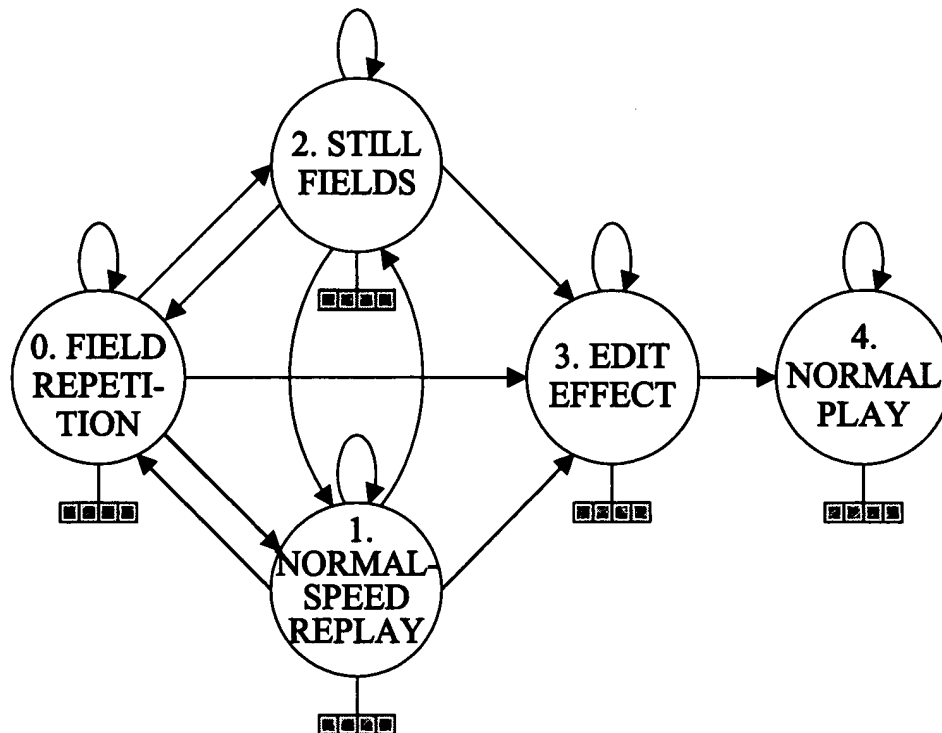 2. STILL
FIELDS
0. FIELD
REPETI-
TION
3. EDIT
EFFECT
4.
NORMAL
PLAY
1.
NORMAL-
SPEED
REPLAY